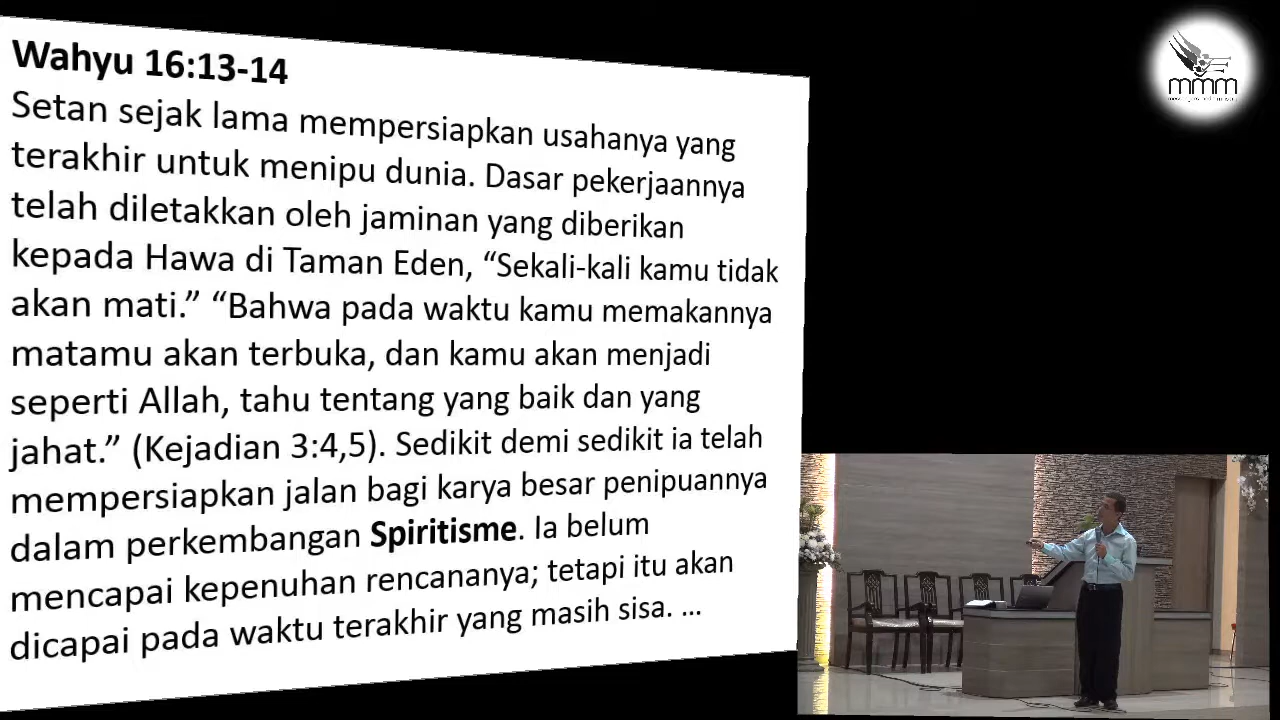 Wahyu 16:13-14
Setan sejak lama mempersiapkan usahanya yang
terakhir untuk menipu dunia. Dasar pekerjaannya
telah diletakkan oleh jaminan yang diberikan
kepada Hawa di Taman Eden, “Sekali-kali kamu tidak
akan mati.” “Bahwa pada waktu kamu memakannya
matamu akan terbuka, dan kamu akan menjadi
seperti Allah, tahu tentang yang baik dan yang
jahat.” (Kejadian 3:4,5). Sedikit demi sedikit ia telah
mempersiapkan jalan bagi karya besar penipuannya
dalam perkembangan Spiritisme. Ia belum
mencapai kepenuhan rencananya; tetapi itu akan
dicapai pada waktu terakhir yang masih sisa. ...
mmm